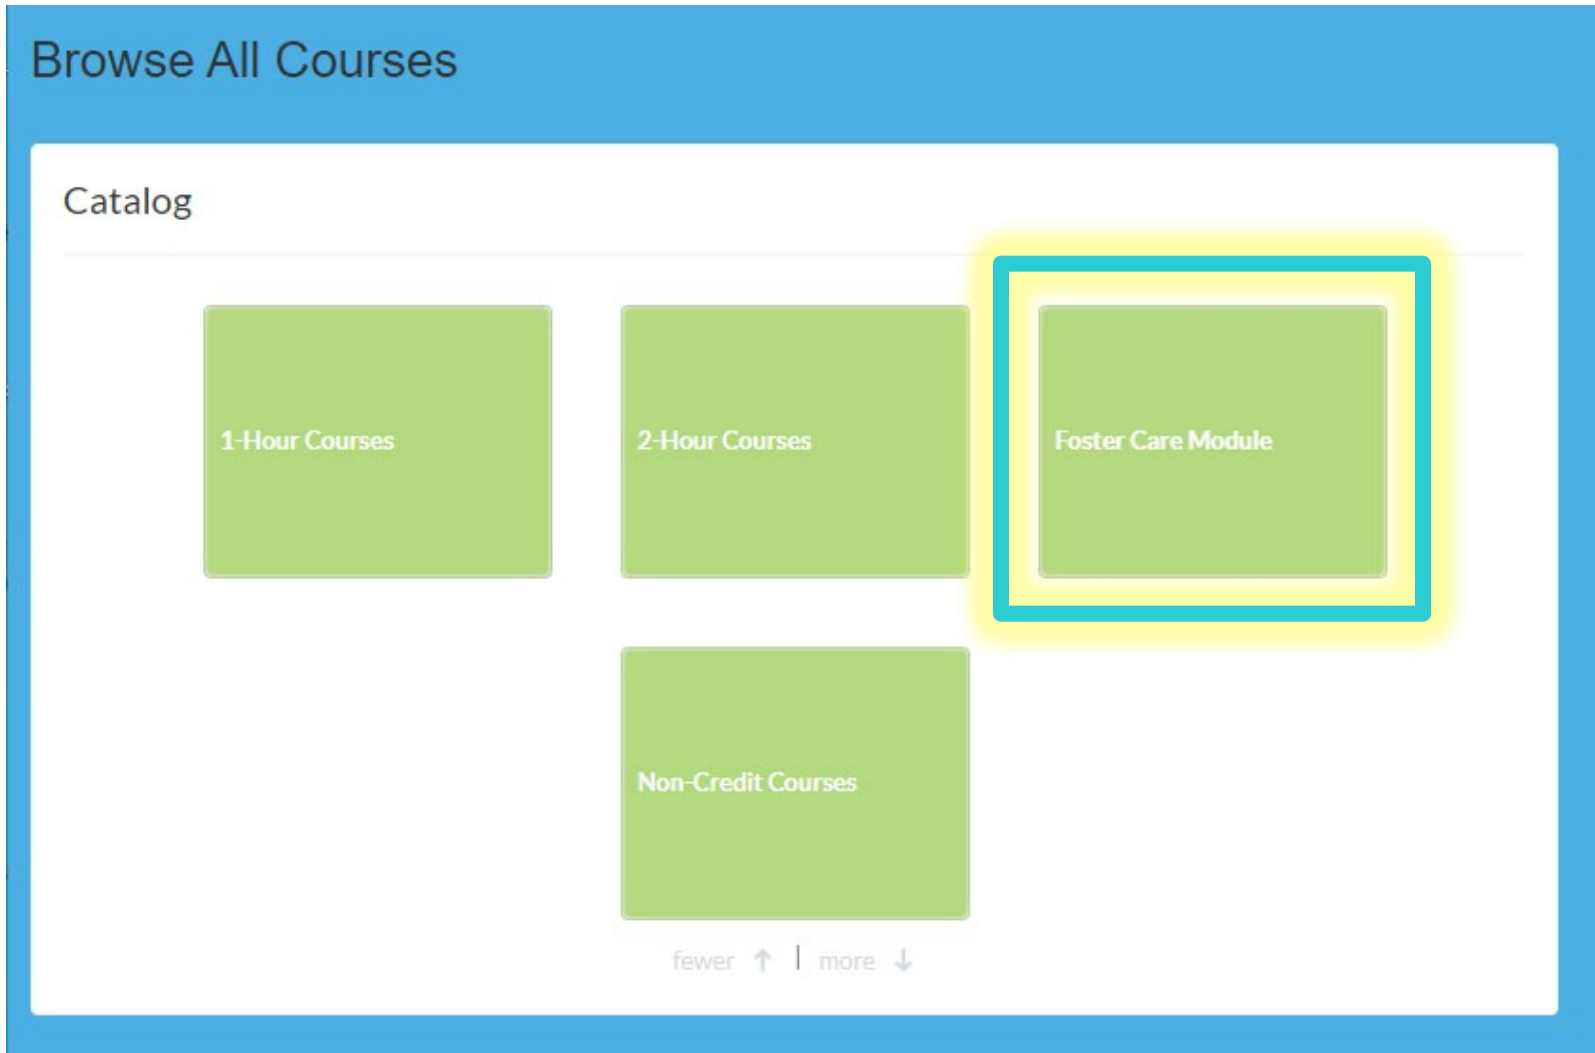 Browse All Courses
Catalog
1-Hour Courses
2-Hour Courses
Foster Care Module
Non-Credit Courses
fewer ↑ | more ↓